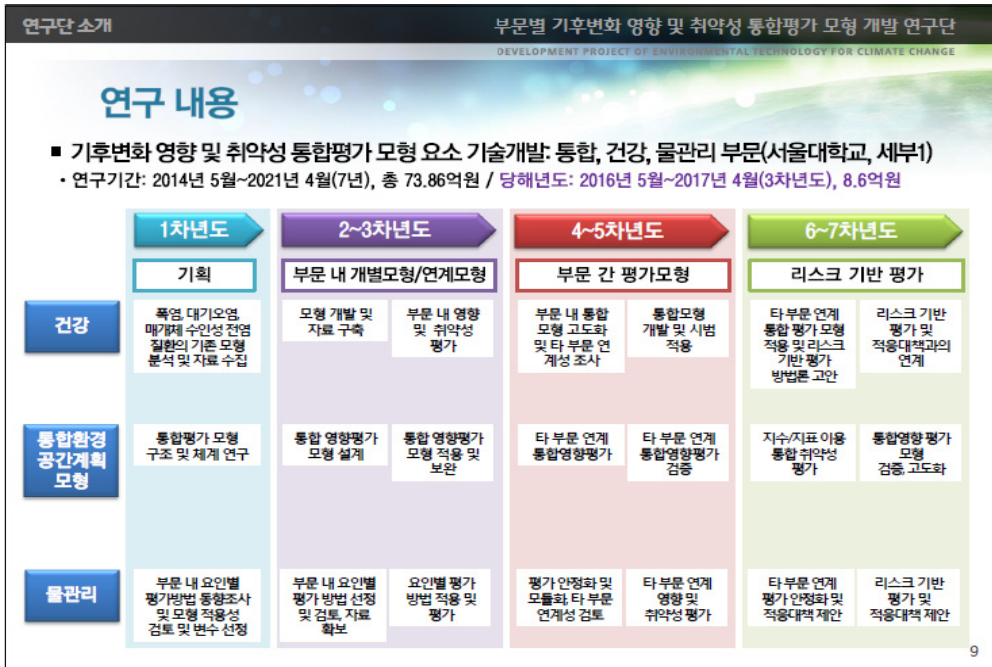 연구단 소개
부문별 기후변화 영향 및 취약성 통합평가 모형 개발 연구단
DEVELOPMENT PROJECT OF ENVIRONMENTAL TECHNOLOGY FOR CLIMATE CHANGE
연구 내용
■ 기후변화 영향 및 취약성 통합평가 모형 요소 기술개발: 통합, 건강, 물관리 부문(서울대학교, 세부1)
• 연구기간: 2014년 5월~2021년 4월(7년), 총 73.86억원 / 당해년도: 2016년 5월~2017년 4월(3차년도), 8.6억원
1차년도
2~3차년도
4~5차년도
6~7차년도
기획
부문 내 개별모형/연계모형
부문 간 평가모형
리스크 기반 평가
건강
폭염, 대기오염,
매개체 수인성 전염
질환의 기존 모형
분석 및 자료 수집
모형 개발 및
자료 구축
부문 내 영향
및 취약성
평가
부문 내 통합
모형 고도화
및 타 부문 연
계성 조사
통합모형
개발 및 시범
적용
타 부문 연계
통합 평가 모형
적용 및 리스크
기반 평가
방법론 고안
리스크 기반
평가 및
적응대책과의
연계
통합환경
공간계획
모형
통합평가 모형
구조 및 체계 연구
통합 영향평가
모형 설계
통합 영향평가
모형 적용 및
보완
타 부문 연계
통합영향평가
타 부문 연계
통합영향평가
검증
지수/지표 이용
통합 취약성
평가
통합영향 평가
모형
검증, 고도화
물관리
부문 내 요인별
평가방법 동향조사
및 모형 적용성
검토 및 변수 선정
부문 내 요인별
평가 방법 선정
및 검토, 자료
확보
요인별 평가
방법 적용 및
평가
평가 안정화 및
모듈화, 타 부문
연계성 검토
타 부문 연계
영향 및
취약성 평가
타 부문 연계
평가 안정화 및
적응대책 제안
리스크 기반
평가 및
적응대책 제안
9